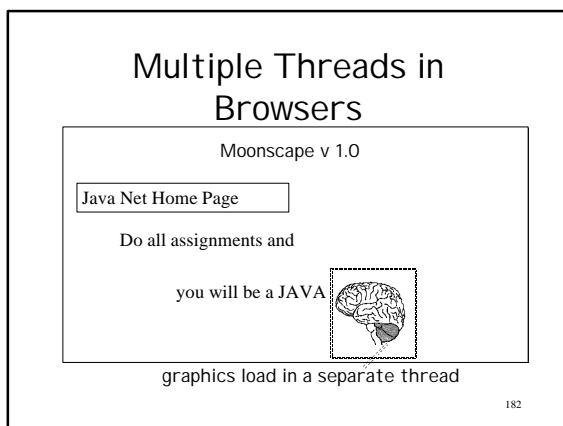 Multiple Threads in
Browsers
Moonscape v 1.0
Java Net Home Page
Do all assignments and
you will be a JAVA
graphics load in a separate thread
182